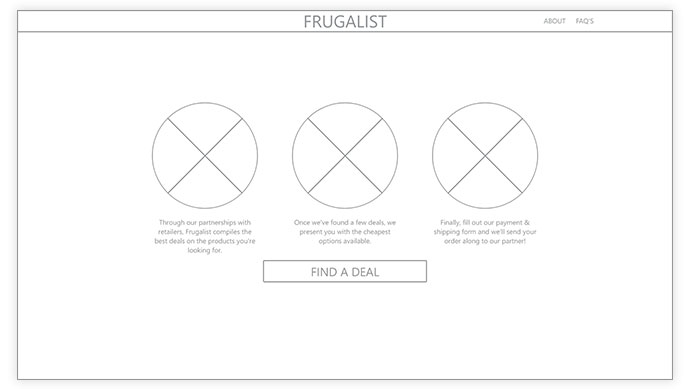 FRUGALIST
ABOUT FAQ'S
Through our partnerships with
retailers, Frugalist compiles the
best deals on the products you're
looking for.
Once we've found a few deals, we
present you with the cheapest
options available.
Finally, fill out our payment &
shipping form and we'll send your
order along to our partner!
FIND A DEAL